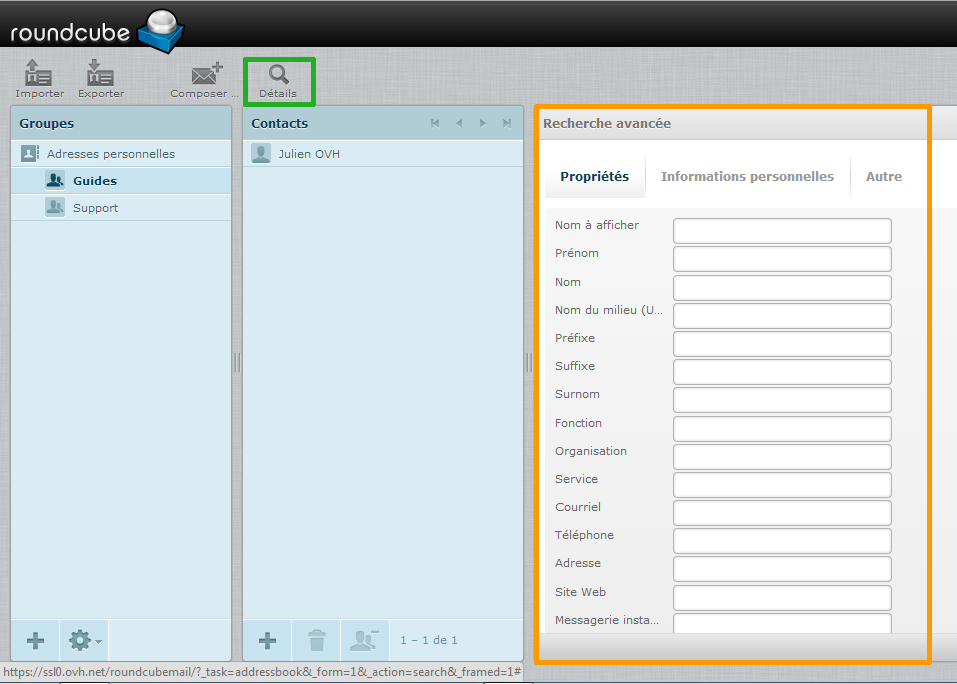 roundcube
Importer
Exporter
Composer ...
Détails
Groupes
Adresses personnelles
Guides
Support
Contacts
Julien OVH
1 – 1 de 1
Recherche avancée
Propriétés
Informations personnelles
Autre
Nom à afficher
Prénom
Nom
Nom du milieu (U...
Préfixe
Suffixe
Surnom
Fonction
Organisation
Service
Courriel
Téléphone
Adresse
Site Web
Messagerie insta...
https://ssl0.ovh.net/roundcubemail/?_task=addressbook&_form=1&_action=search&_framed=1#